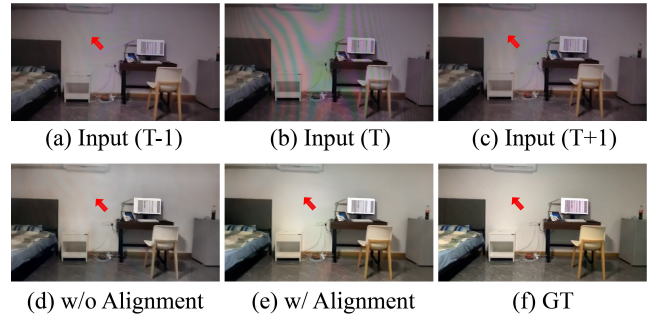 (a) Input (T-1) (b) Input (T) (c) Input (T+1)
(d) w/o Alignment (e) w/ Alignment (f) GT